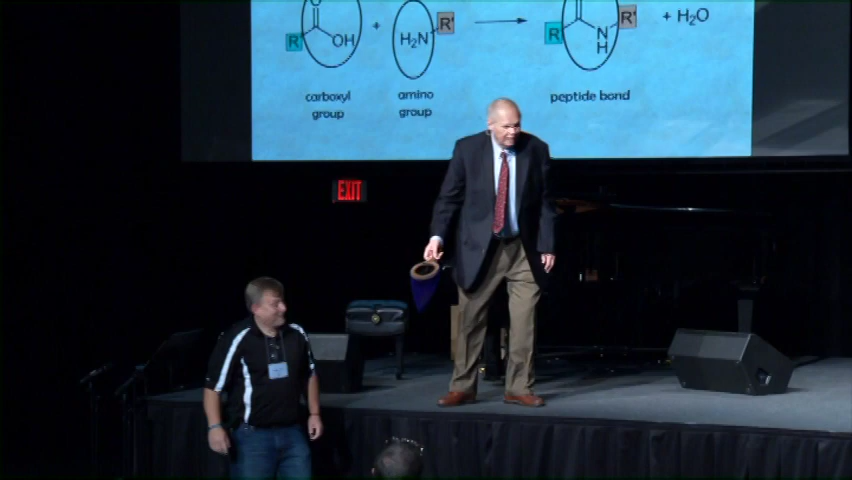 R' OH + H₂N R' R' O N H R' + H₂O
carboxyl group
amino group
peptide bond
EXIT